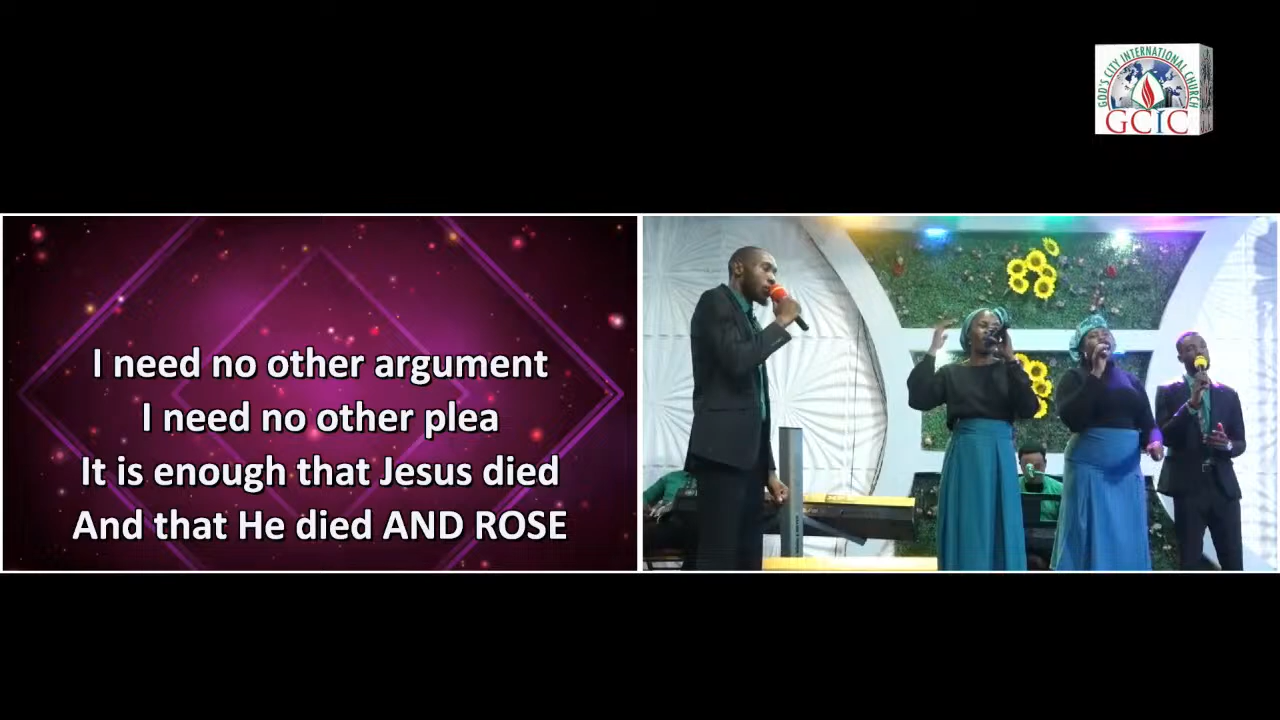 GOD'S CITY INTERNATIONAL CHURCH
GCIC
I need no other argument
I need no other plea
It is enough that Jesus died
And that He died AND ROSE